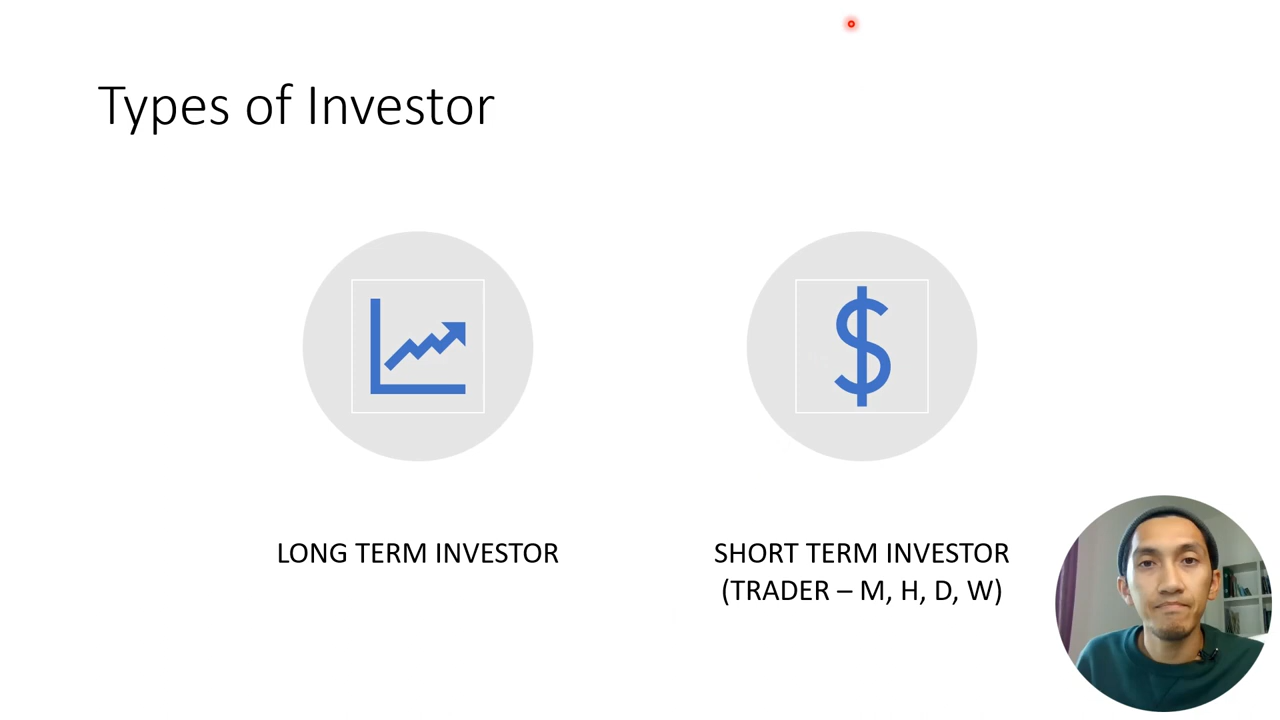 Types of Investor
LONG TERM INVESTOR
SHORT TERM INVESTOR
(TRADER – M, H, D, W)